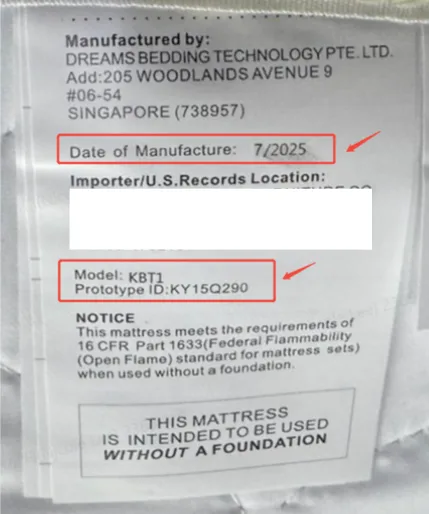 Manufactured by:
DREAMS BEDDING TECHNOLOGY PTE. LTD.
Add:205 WOODLANDS AVENUE 9
#06-54
SINGAPORE (738957)
Date of Manufacture: 7/2025
Importer/U.S.Records Location:
Model: KBT1
Prototype ID:KY15Q290
NOTICE
This mattress meets the requirements of
16 CFR Part 1633(Federal Flammability
(Open Flame) standard for mattress sets)
when used without a foundation.
THIS MATTRESS
IS INTENDED TO BE USED
WITHOUT A FOUNDATION